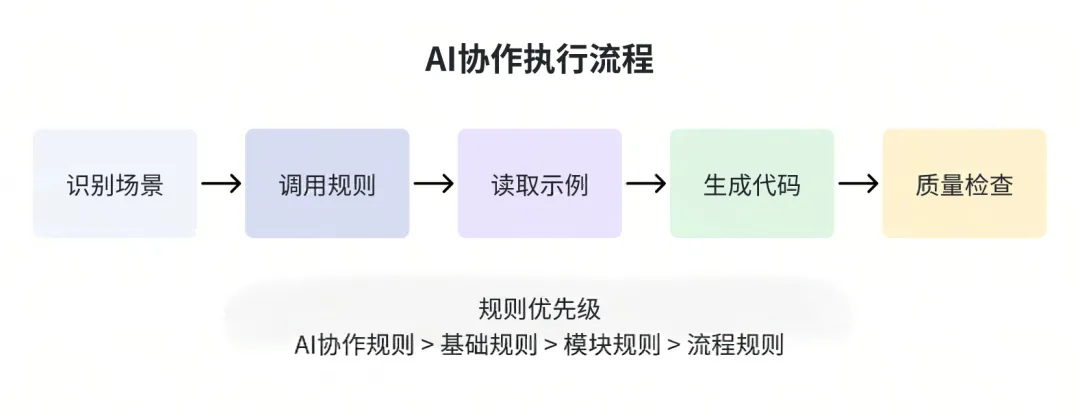 AI协作执行流程
识别场景
调用规则
读取示例
生成代码
质量检查
规则优先级
AI协作规则 > 基础规则 > 模块规则 > 流程规则